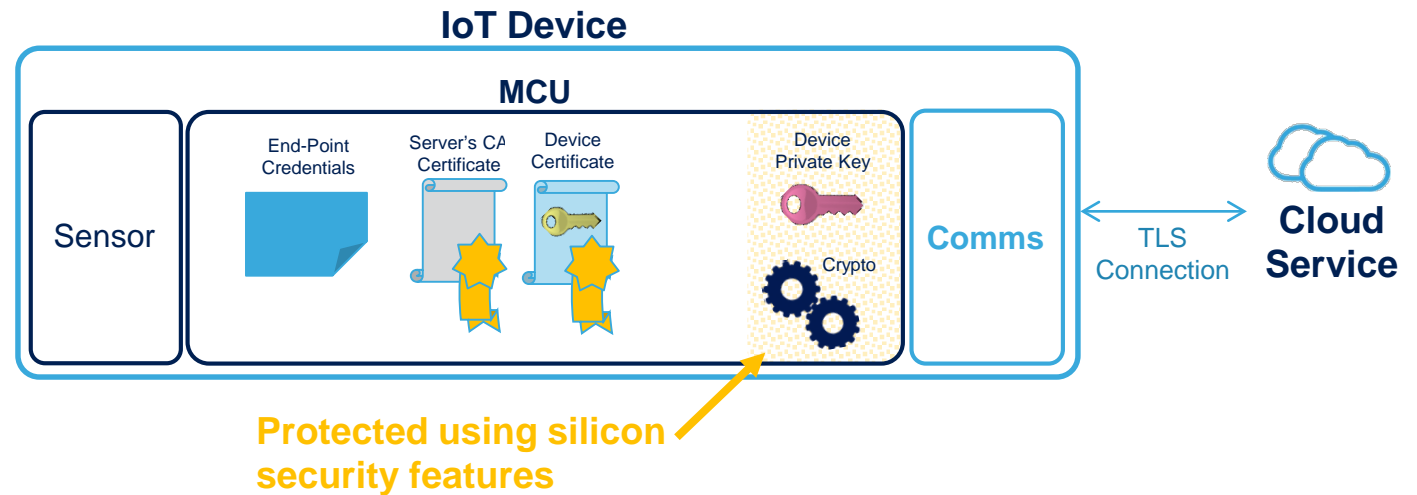 IoT Device
MCU
Sensor
End-Point
Credentials
Server's CA
Certificate
Device
Certificate
Device
Private Key
Crypto
Comms
TLS
Connection
Cloud
Service
Protected using silicon
security features